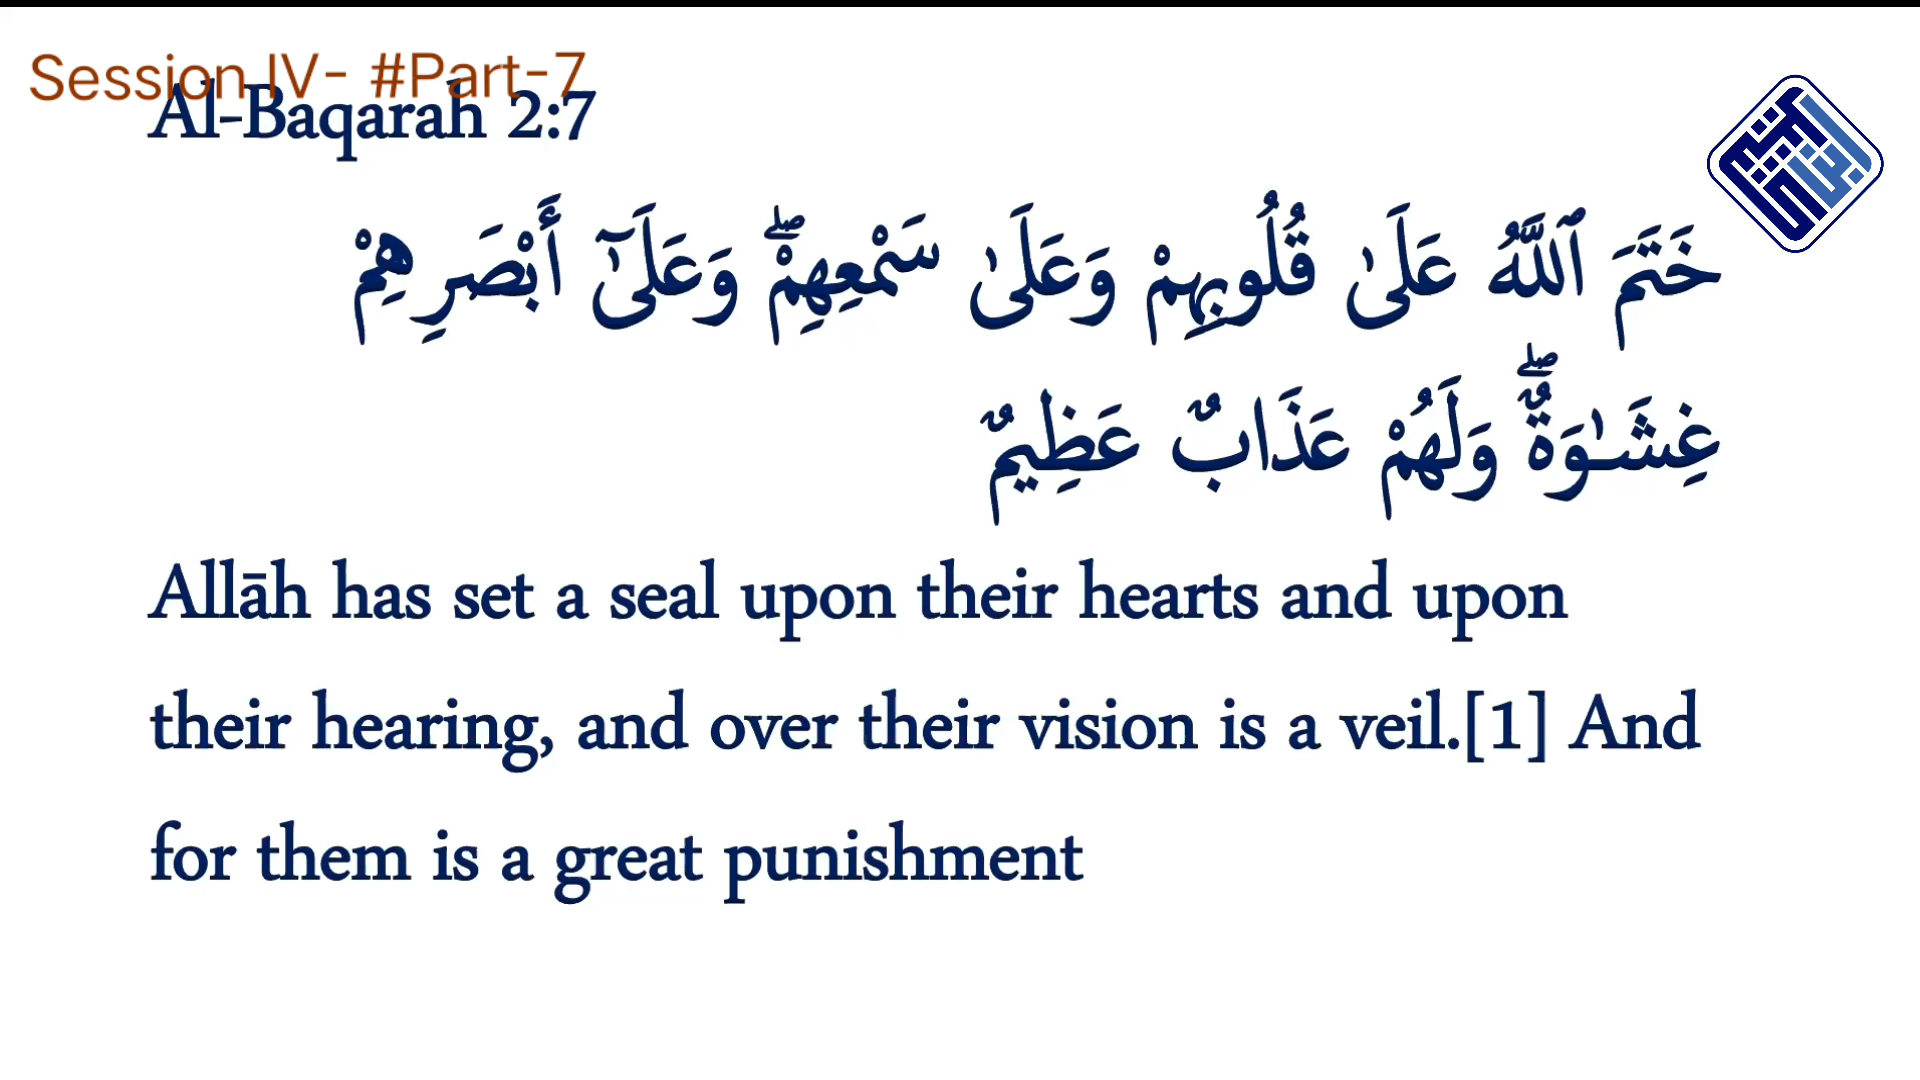 Session IV- #Part-7
Al-Baqarah 2:7
خَتَمَ ٱللَّهُ عَلَىٰ قُلُوبِهِمْ وَعَلَىٰ سَمْعِهِمْ ۖ وَعَلَىٰٓ أَبْصَـٰرِهِمْ
غِشَـٰوَةٌ ۖ وَلَهُمْ عَذَابٌ عَظِيمٌ
Allāh has set a seal upon their hearts and upon
their hearing, and over their vision is a veil.[1] And
for them is a great punishment